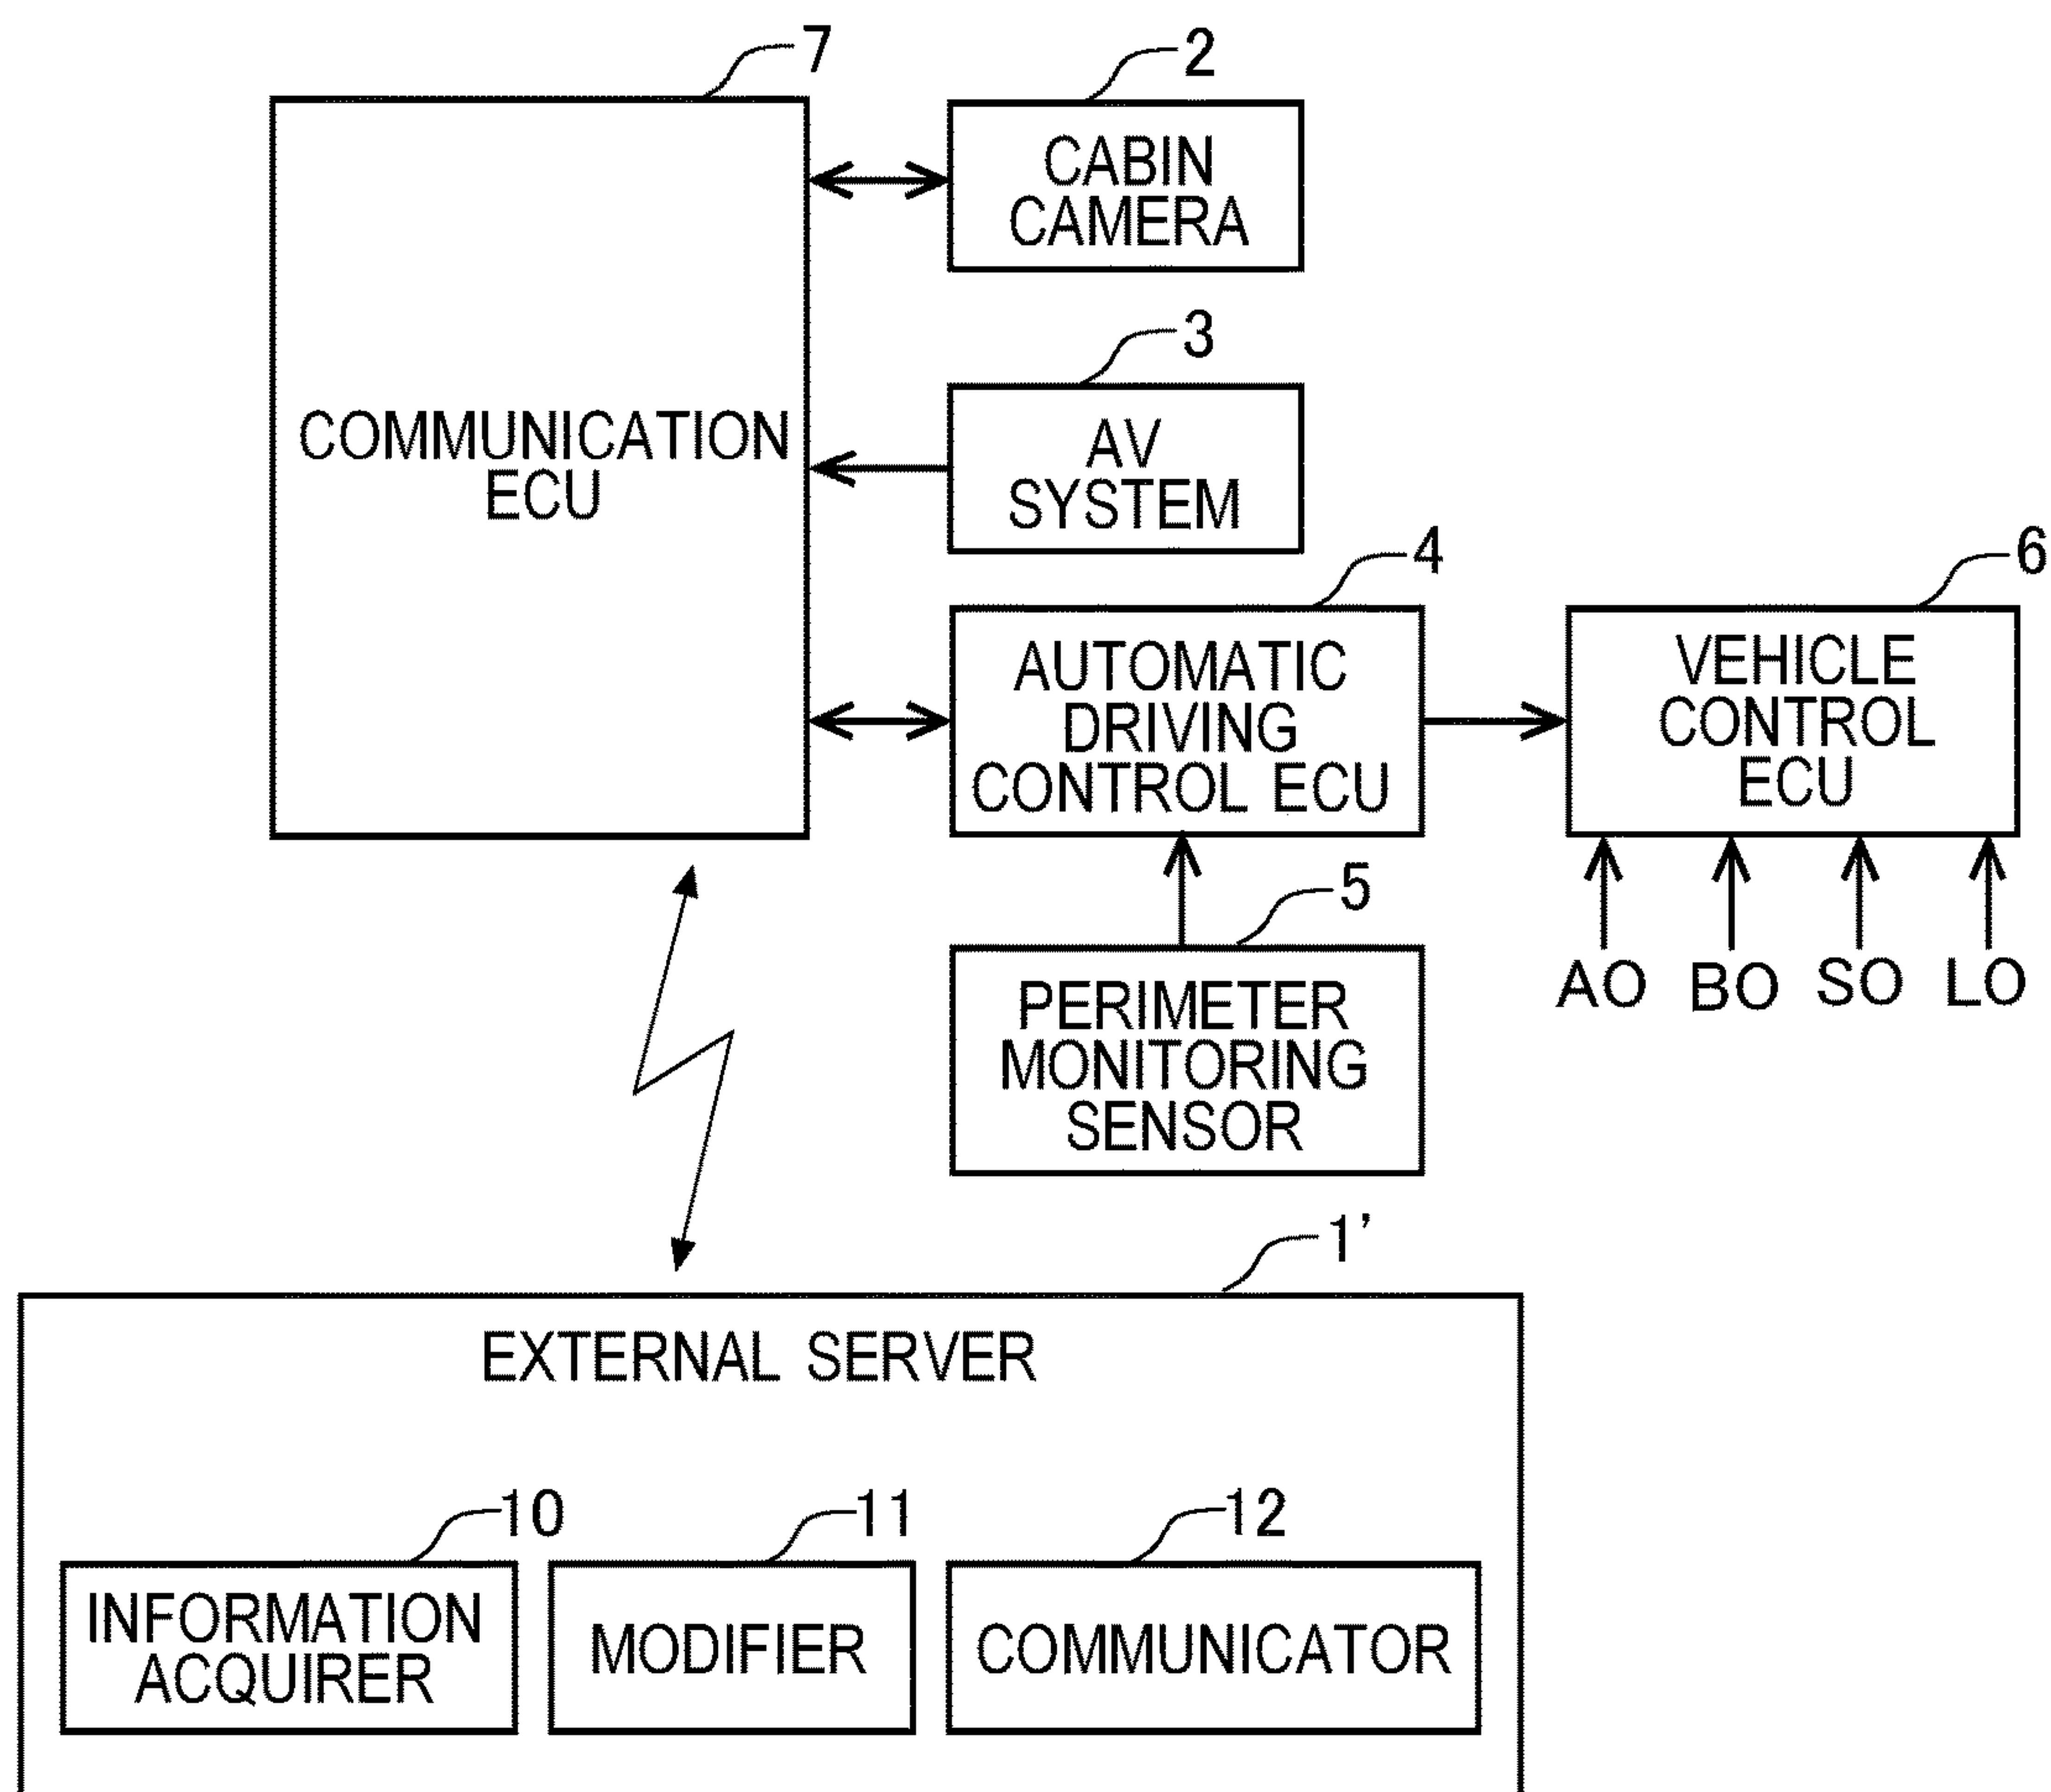 7
2
CABIN
CAMERA
3
COMMUNICATION
ECU
AV
SYSTEM
4
6
AUTOMATIC
DRIVING
CONTROL ECU
VEHICLE
CONTROL
ECU
5
AO BO SO LO
PERIMETER
MONITORING
SENSOR
1’
EXTERNAL SERVER
10
11
12
INFORMATION
ACQUIRER
MODIFIER
COMMUNICATOR